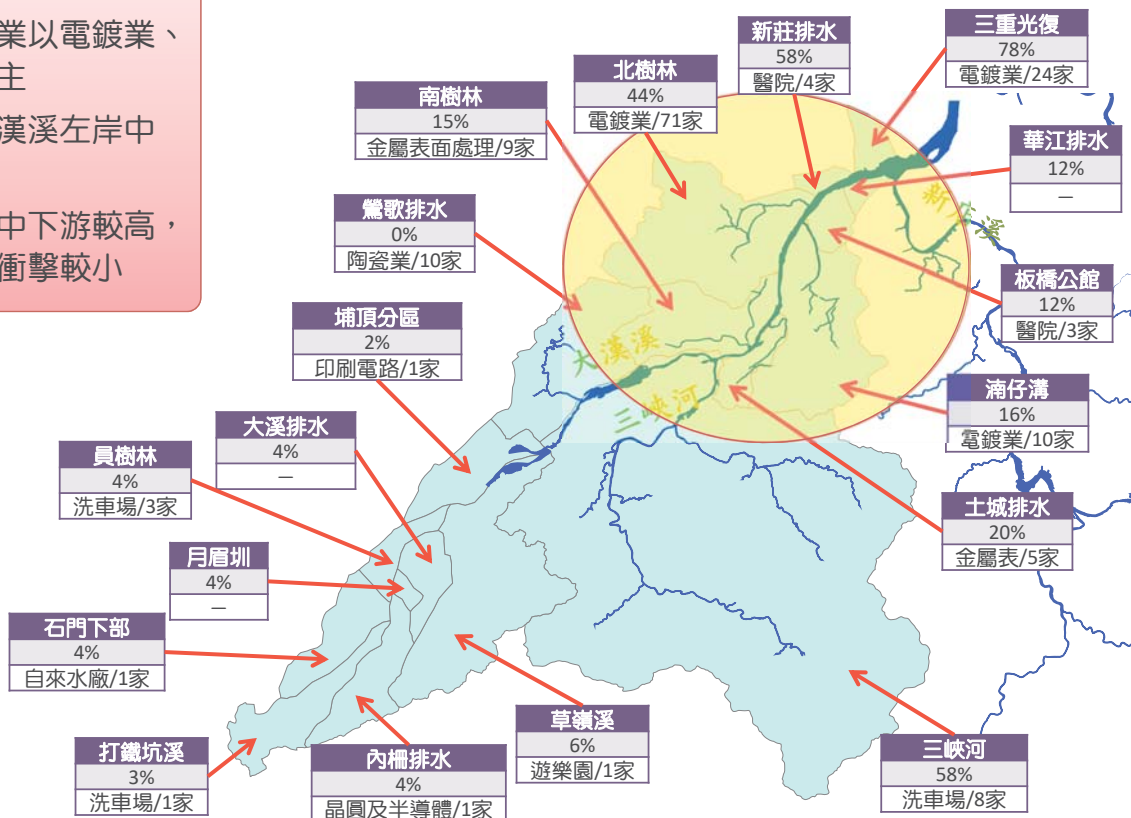 業以電鍍業、
主
漢溪左岸中
中下游較高，
衝擊較小
三重光復
78%
電鍍業/24家
新莊排水
58%
醫院/4家
北樹林
44%
電鍍業/71家
南樹林
15%
金屬表面處理/9家
華江排水
12%
—
鶯歌排水
0%
陶瓷業/10家
新店溪
板橋公館
12%
醫院/3家
埔頂分區
2%
印刷電路/1家
大漢溪
三峽河
湳仔溝
16%
電鍍業/10家
大溪排水
4%
—
員樹林
4%
洗車場/3家
土城排水
20%
金屬表/5家
月眉圳
4%
—
石門下部
4%
自來水廠/1家
草嶺溪
6%
遊樂園/1家
打鐵坑溪
3%
洗車場/1家
內柵排水
4%
晶圓及半導體/1家
三峽河
58%
洗車場/8家